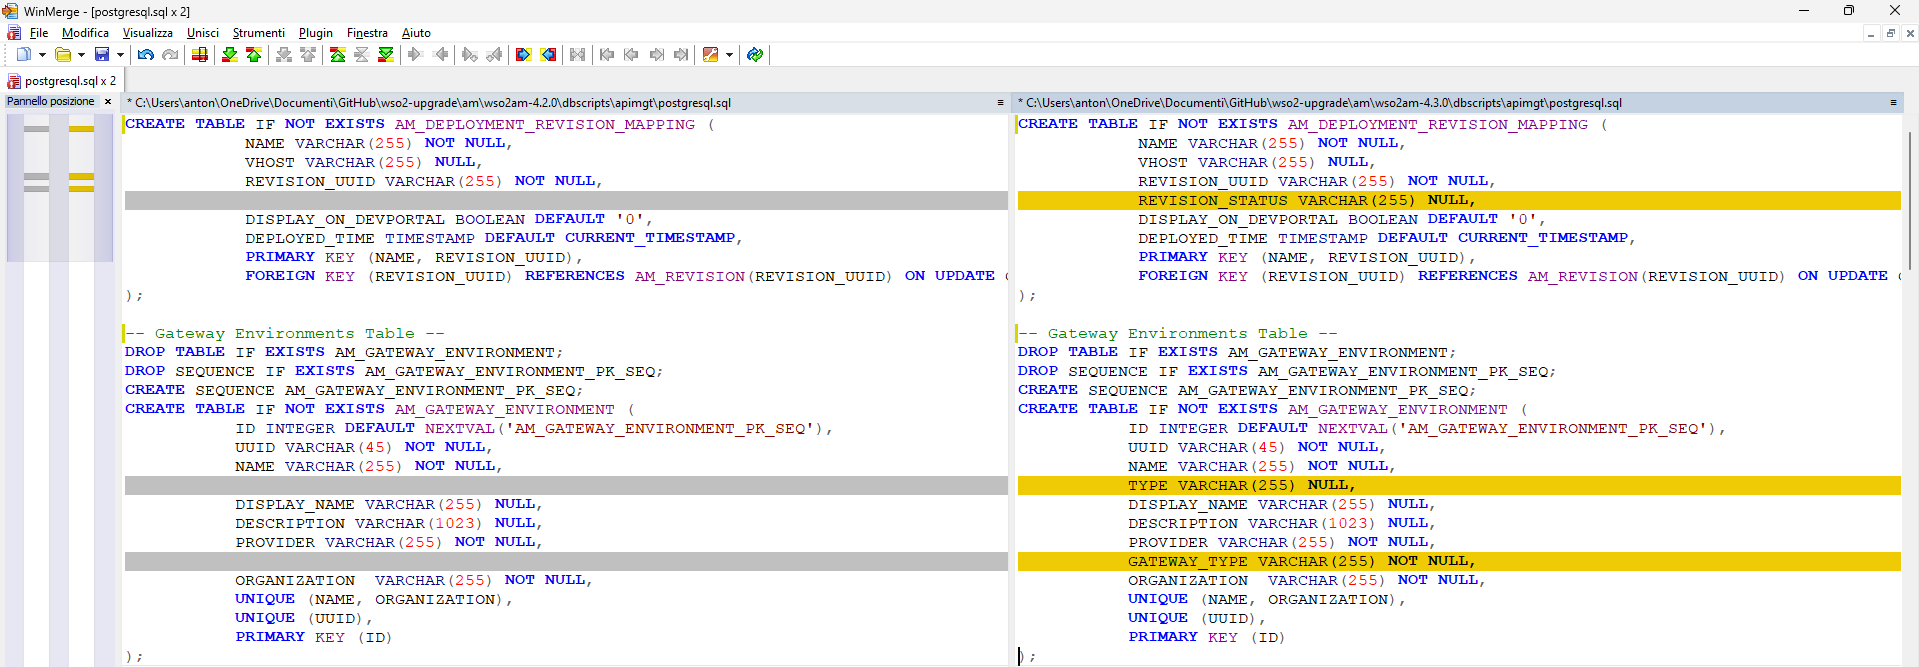 WinMerge - [postgresql.sql x 2]
File Modifica Visualizza Unisci Strumenti Plugin Finestra Aiuto
postgresql.sql x 2
Pannello posizione ×
* C:\Users\anton\OneDrive\Documenti\GitHub\wso2-upgrade\am\wso2am-4.2.0\dbscripts\apimgt\postgresql.sql
CREATE TABLE IF NOT EXISTS AM_DEPLOYMENT_REVISION_MAPPING (
NAME VARCHAR(255) NOT NULL,
VHOST VARCHAR(255) NULL,
REVISION_UUID VARCHAR(255) NOT NULL,
DISPLAY_ON_DEVPORTAL BOOLEAN DEFAULT '0',
DEPLOYED_TIME TIMESTAMP DEFAULT CURRENT_TIMESTAMP,
PRIMARY KEY (NAME, REVISION_UUID),
FOREIGN KEY (REVISION_UUID) REFERENCES AM_REVISION(REVISION_UUID) ON UPDATE
);
-- Gateway Environments Table --
DROP TABLE IF EXISTS AM_GATEWAY_ENVIRONMENT;
DROP SEQUENCE IF EXISTS AM_GATEWAY_ENVIRONMENT_PK_SEQ;
CREATE SEQUENCE AM_GATEWAY_ENVIRONMENT_PK_SEQ;
CREATE TABLE IF NOT EXISTS AM_GATEWAY_ENVIRONMENT (
ID INTEGER DEFAULT NEXTVAL('AM_GATEWAY_ENVIRONMENT_PK_SEQ'),
UUID VARCHAR(45) NOT NULL,
NAME VARCHAR(255) NOT NULL,
DISPLAY_NAME VARCHAR(255) NULL,
DESCRIPTION VARCHAR(1023) NULL,
PROVIDER VARCHAR(255) NOT NULL,
ORGANIZATION  VARCHAR(255) NOT NULL,
UNIQUE (NAME, ORGANIZATION),
UNIQUE (UUID),
PRIMARY KEY (ID)
);
* C:\Users\anton\OneDrive\Documenti\GitHub\wso2-upgrade\am\wso2am-4.3.0\dbscripts\apimgt\postgresql.sql
CREATE TABLE IF NOT EXISTS AM_DEPLOYMENT_REVISION_MAPPING (
NAME VARCHAR(255) NOT NULL,
VHOST VARCHAR(255) NULL,
REVISION_UUID VARCHAR(255) NOT NULL,
REVISION_STATUS VARCHAR(255) NULL,
DISPLAY_ON_DEVPORTAL BOOLEAN DEFAULT '0',
DEPLOYED_TIME TIMESTAMP DEFAULT CURRENT_TIMESTAMP,
PRIMARY KEY (NAME, REVISION_UUID),
FOREIGN KEY (REVISION_UUID) REFERENCES AM_REVISION(REVISION_UUID) ON UPDATE
);
-- Gateway Environments Table --
DROP TABLE IF EXISTS AM_GATEWAY_ENVIRONMENT;
DROP SEQUENCE IF EXISTS AM_GATEWAY_ENVIRONMENT_PK_SEQ;
CREATE SEQUENCE AM_GATEWAY_ENVIRONMENT_PK_SEQ;
CREATE TABLE IF NOT EXISTS AM_GATEWAY_ENVIRONMENT (
ID INTEGER DEFAULT NEXTVAL('AM_GATEWAY_ENVIRONMENT_PK_SEQ'),
UUID VARCHAR(45) NOT NULL,
NAME VARCHAR(255) NOT NULL,
TYPE VARCHAR(255) NULL,
DISPLAY_NAME VARCHAR(255) NULL,
DESCRIPTION VARCHAR(1023) NULL,
PROVIDER VARCHAR(255) NOT NULL,
GATEWAY_TYPE VARCHAR(255) NOT NULL,
ORGANIZATION  VARCHAR(255) NOT NULL,
UNIQUE (NAME, ORGANIZATION),
UNIQUE (UUID),
PRIMARY KEY (ID)
);